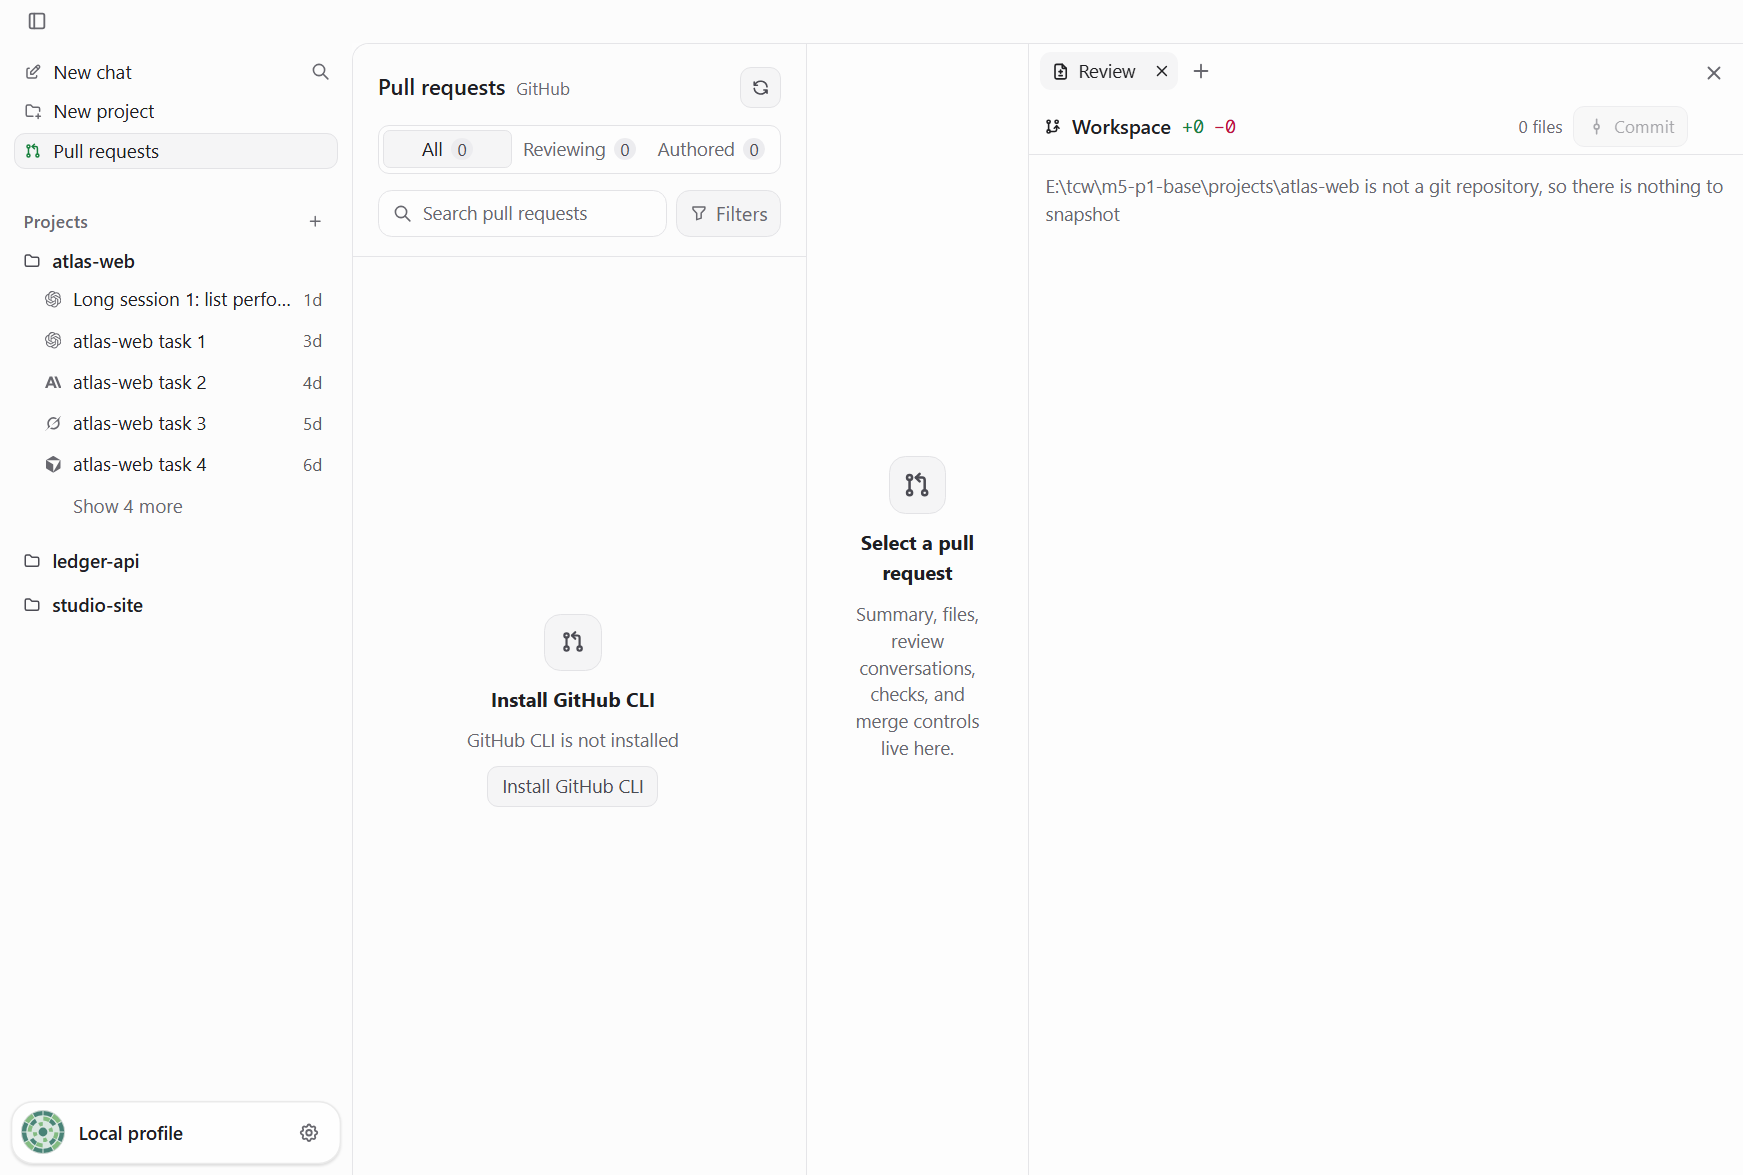 New chat
New project
Pull requests
Projects
atlas-web
Long session 1: list perfo... 1d
atlas-web task 1 3d
atlas-web task 2 4d
atlas-web task 3 5d
atlas-web task 4 6d
Show 4 more
ledger-api
studio-site
Local profile
Pull requests GitHub
All 0 Reviewing 0 Authored 0
Search pull requests Filters
Install GitHub CLI
GitHub CLI is not installed
Install GitHub CLI
Select a pull
request
Summary, files,
review
conversations,
checks, and
merge controls
live here.
Review
Workspace +0 -0 0 files Commit
E:\tcw\m5-p1-base\projects\atlas-web is not a git repository, so there is nothing to
snapshot